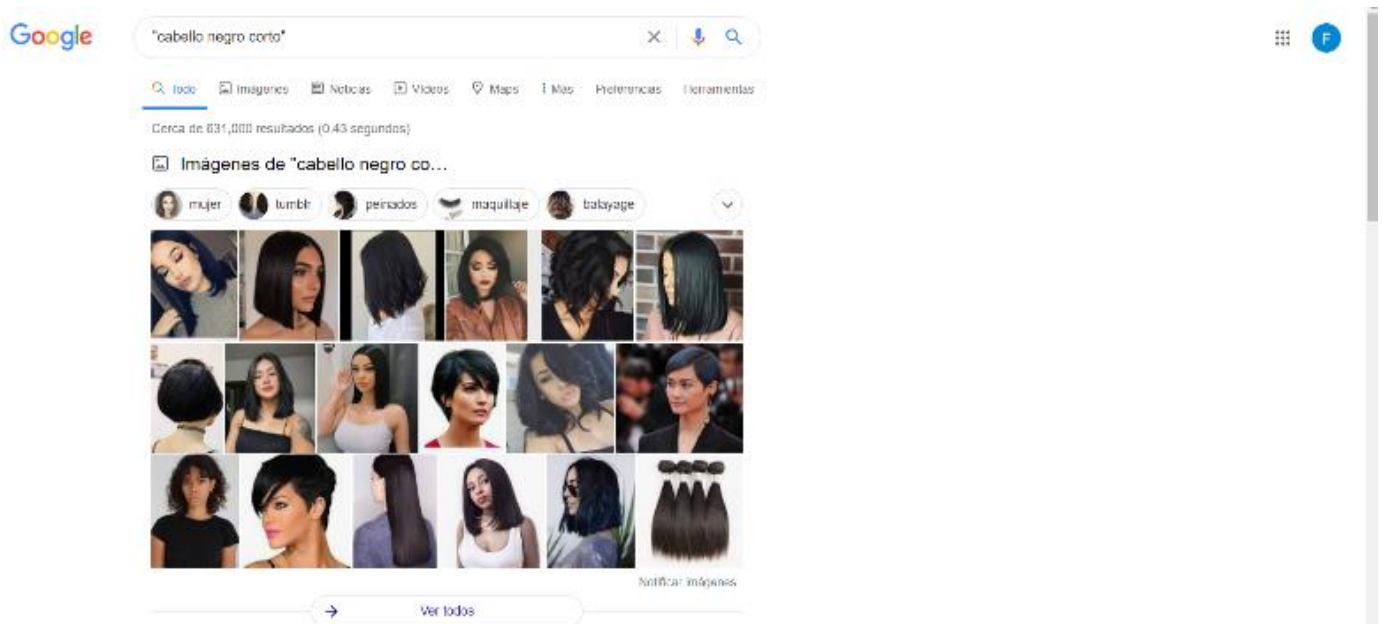 Google
"cabello negro corto"
F
Todo Imágenes Noticias Videos Maps Más Preferencias Herramientas
Cerca de 631,000 resultados (0.43 segundos)
Imágenes de "cabello negro co...
mujer tumblr peinados maquillaje balayage
Notificar imágenes
Ver todos